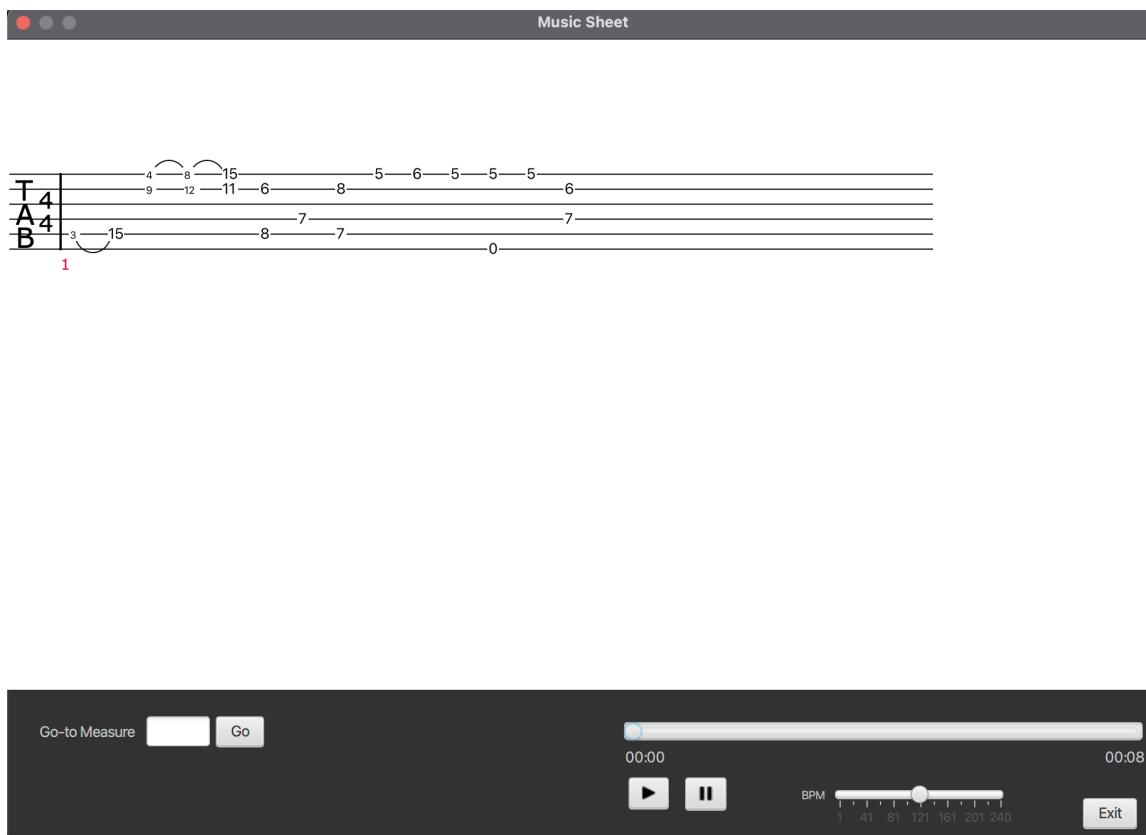 Music Sheet
4 8 15 5 6 5 5 5
T 9 12 11 6 8 6
4
A 7 7
4
B 3 15 8 7
0
1
Go-to Measure Go
00:00 00:08
BPM
1 41 81 121 161 201 240
Exit